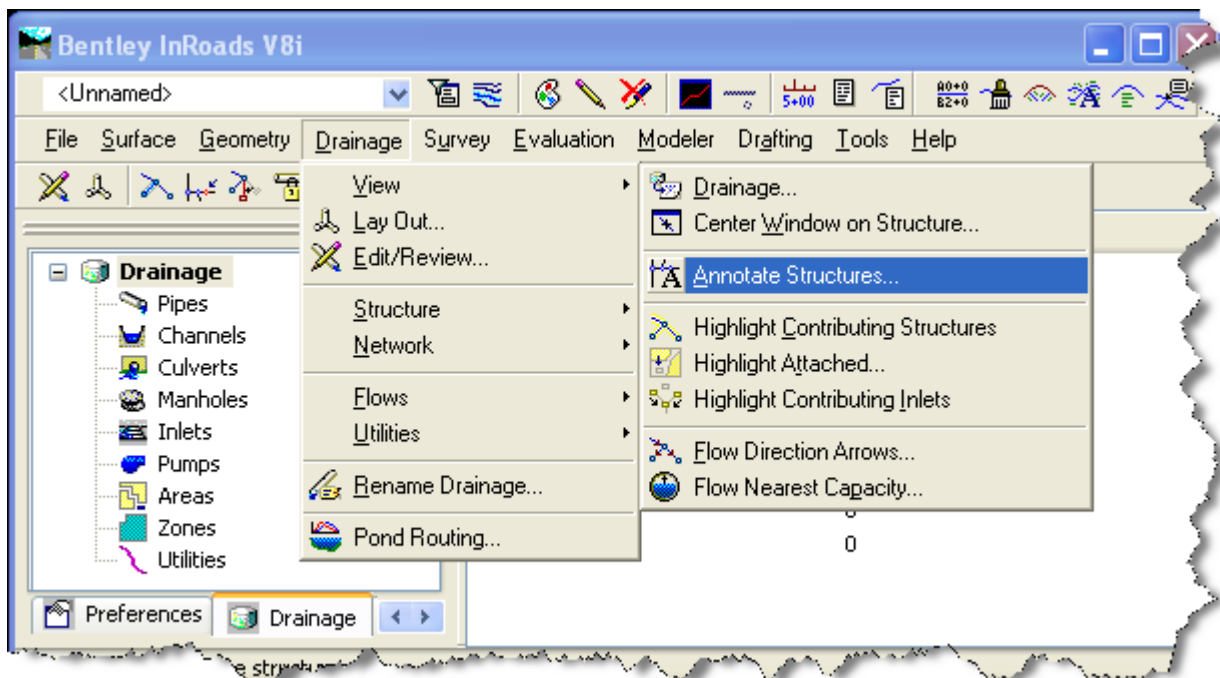 Bentley InRoads V8i
<Unnamed>
5+00
A0+0
B2+0
File Surface Geometry Drainage Survey Evaluation Modeler Drafting Tools Help
View
Lay Out...
Edit/Review...
Structure
Network
Flows
Utilities
Rename Drainage...
Pond Routing...
Drainage...
Center Window on Structure...
Annotate Structures...
Highlight Contributing Structures
Highlight Attached...
Highlight Contributing Inlets
Flow Direction Arrows...
Flow Nearest Capacity...
0
Drainage
Pipes
Channels
Culverts
Manholes
Inlets
Pumps
Areas
Zones
Utilities
Preferences Drainage